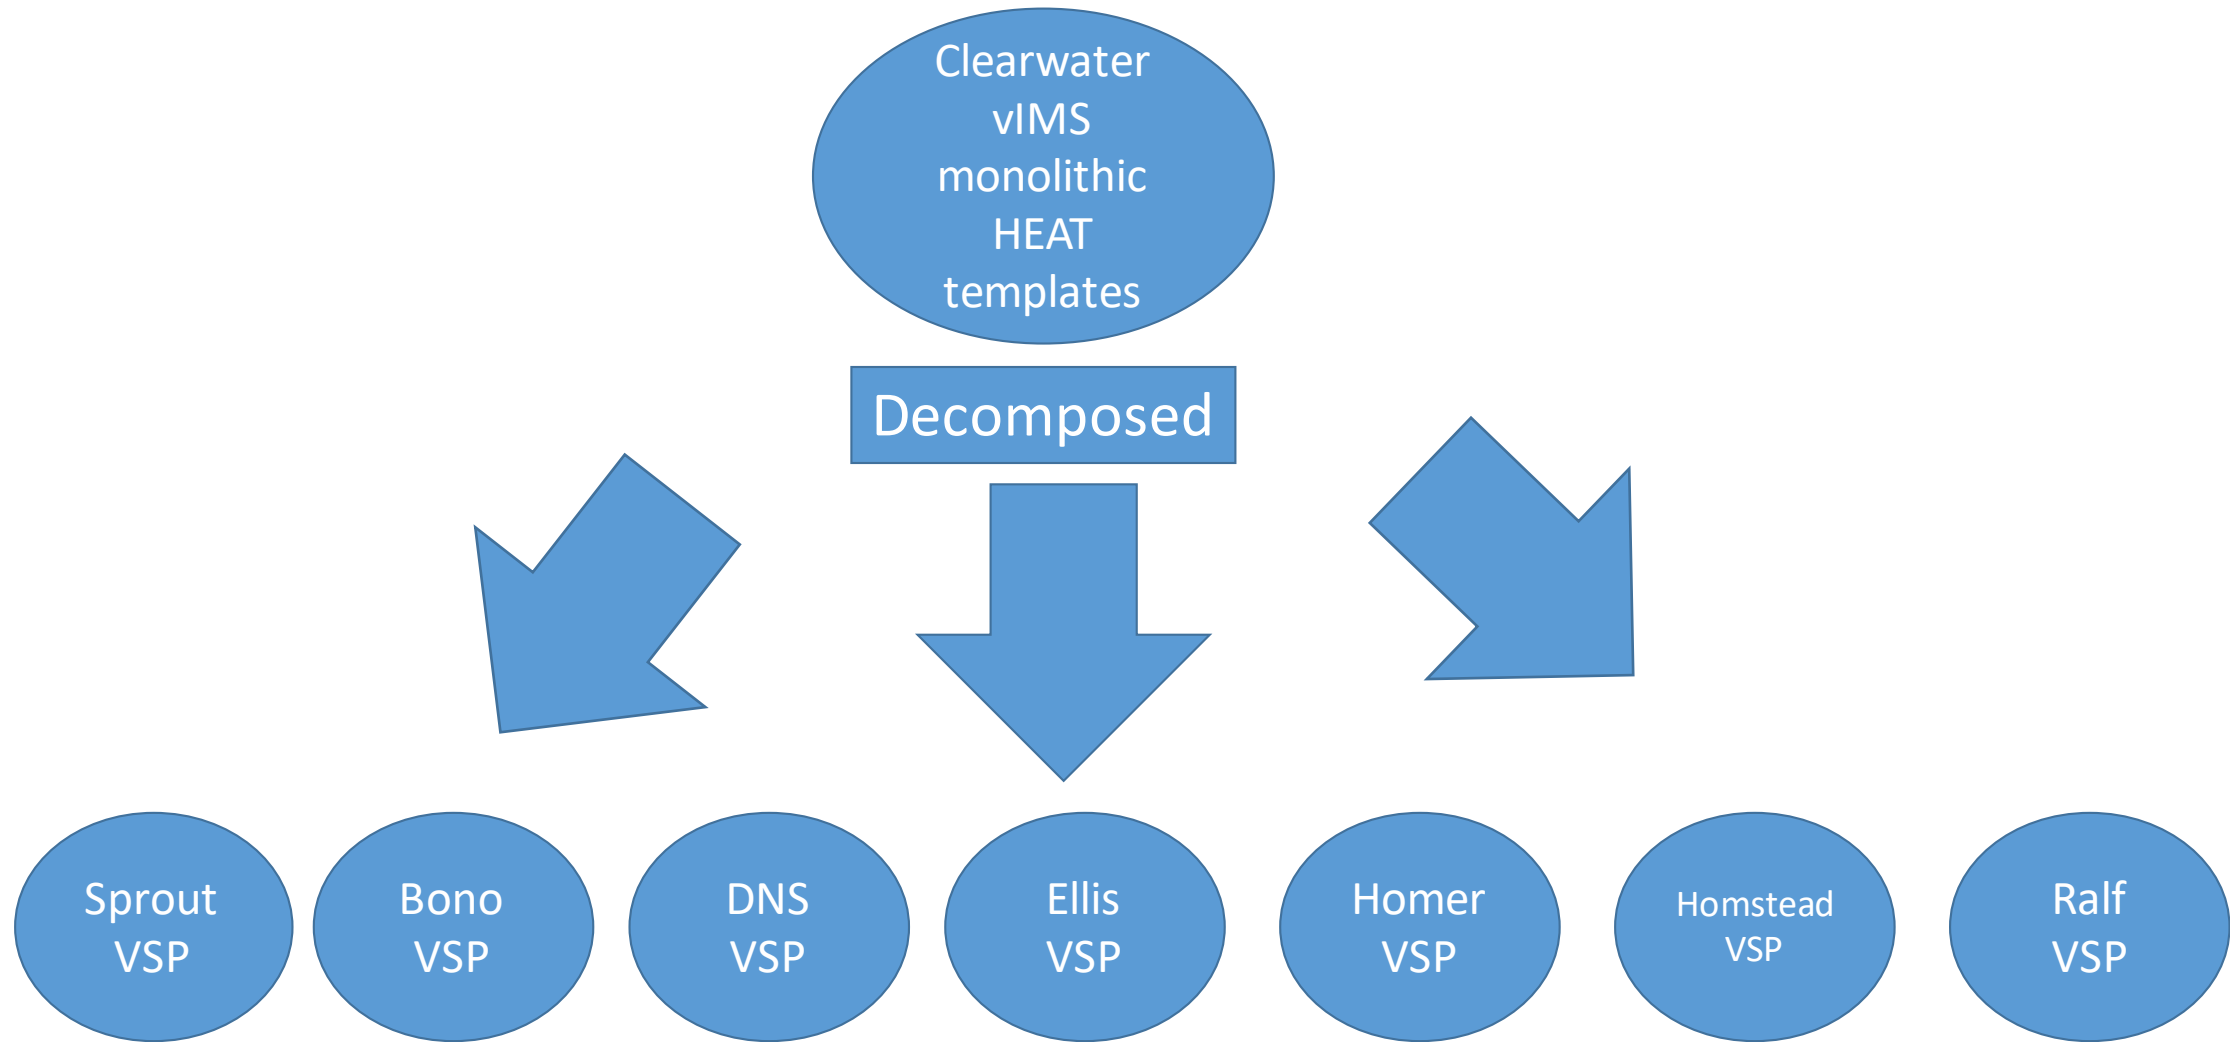 Clearwater
vIMS
monolithic
HEAT
templates
Decomposed
Sprout
VSP
Bono
VSP
DNS
VSP
Ellis
VSP
Homer
VSP
Homstead
VSP
Ralf
VSP